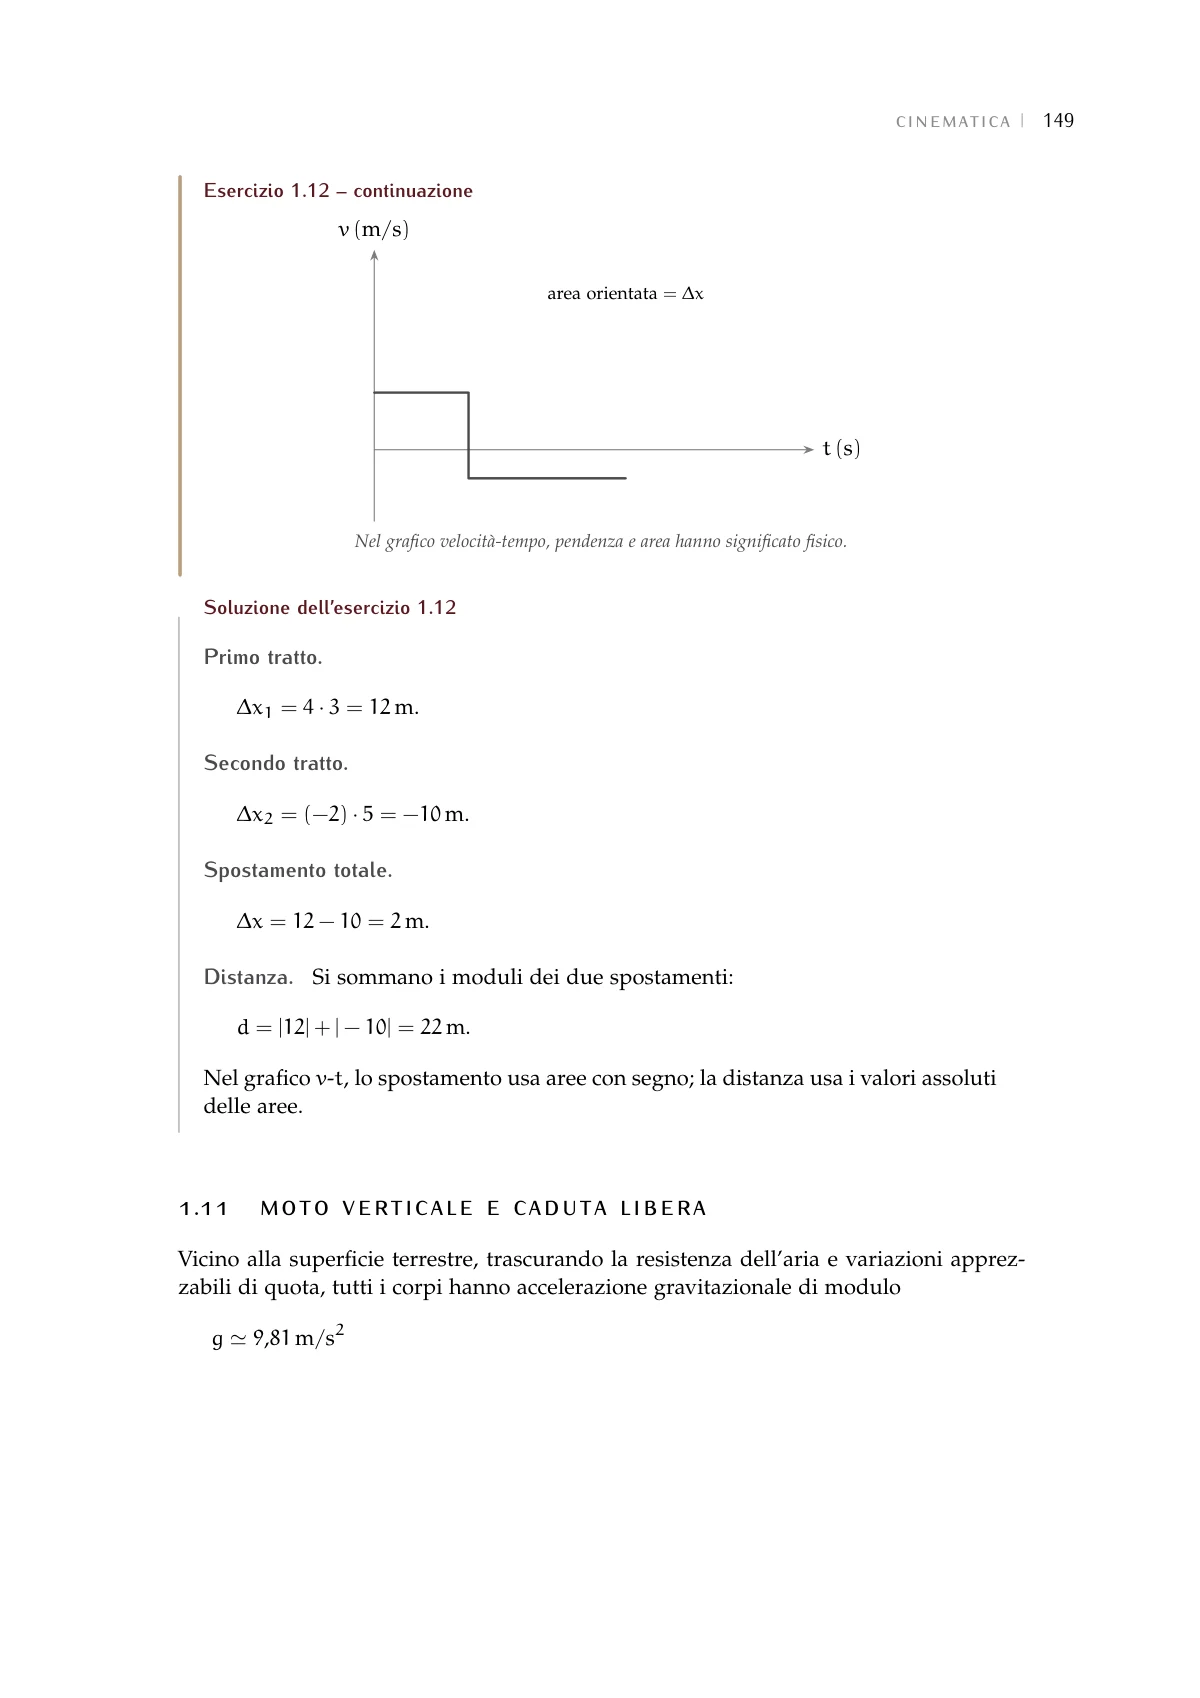 CINEMATICA | 149
Esercizio 1.12 – continuazione
v (m/s)
area orientata = Δx
t (s)
Nel grafico velocità-tempo, pendenza e area hanno significato fisico.
Soluzione dell'esercizio 1.12
Primo tratto.
Δx₁ = 4 · 3 = 12 m.
Secondo tratto.
Δx₂ = (−2) · 5 = −10 m.
Spostamento totale.
Δx = 12 − 10 = 2 m.
Distanza. Si sommano i moduli dei due spostamenti:
d = |12| + | − 10| = 22 m.
Nel grafico v-t, lo spostamento usa aree con segno; la distanza usa i valori assoluti
delle aree.
1.11 MOTO VERTICALE E CADUTA LIBERA
Vicino alla superficie terrestre, trascurando la resistenza dell'aria e variazioni apprez-
zabili di quota, tutti i corpi hanno accelerazione gravitazionale di modulo
g ≃ 9,81 m/s²